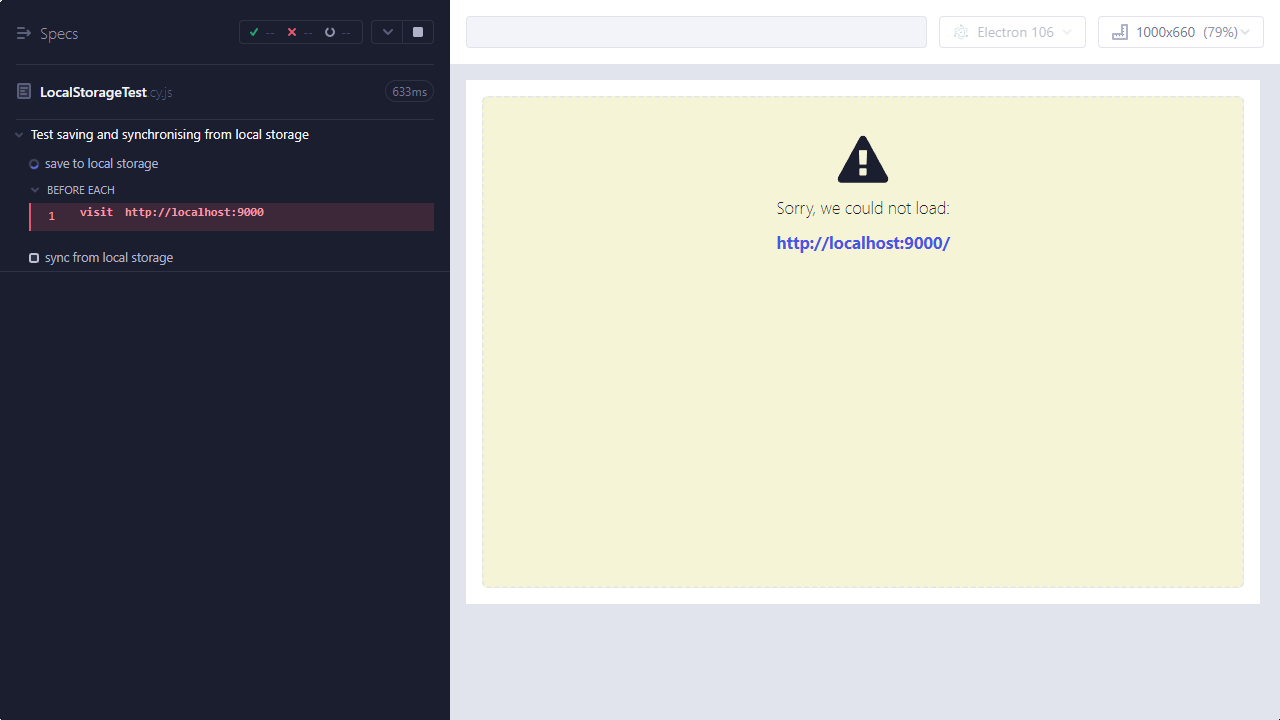 Specs
-- -- --
LocalStorageTest.cy.js
633ms
Test saving and synchronising from local storage
save to local storage
BEFORE EACH
1 visit http://localhost:9000
sync from local storage
Electron 106
1000x660 (79%)
Sorry, we could not load:
http://localhost:9000/